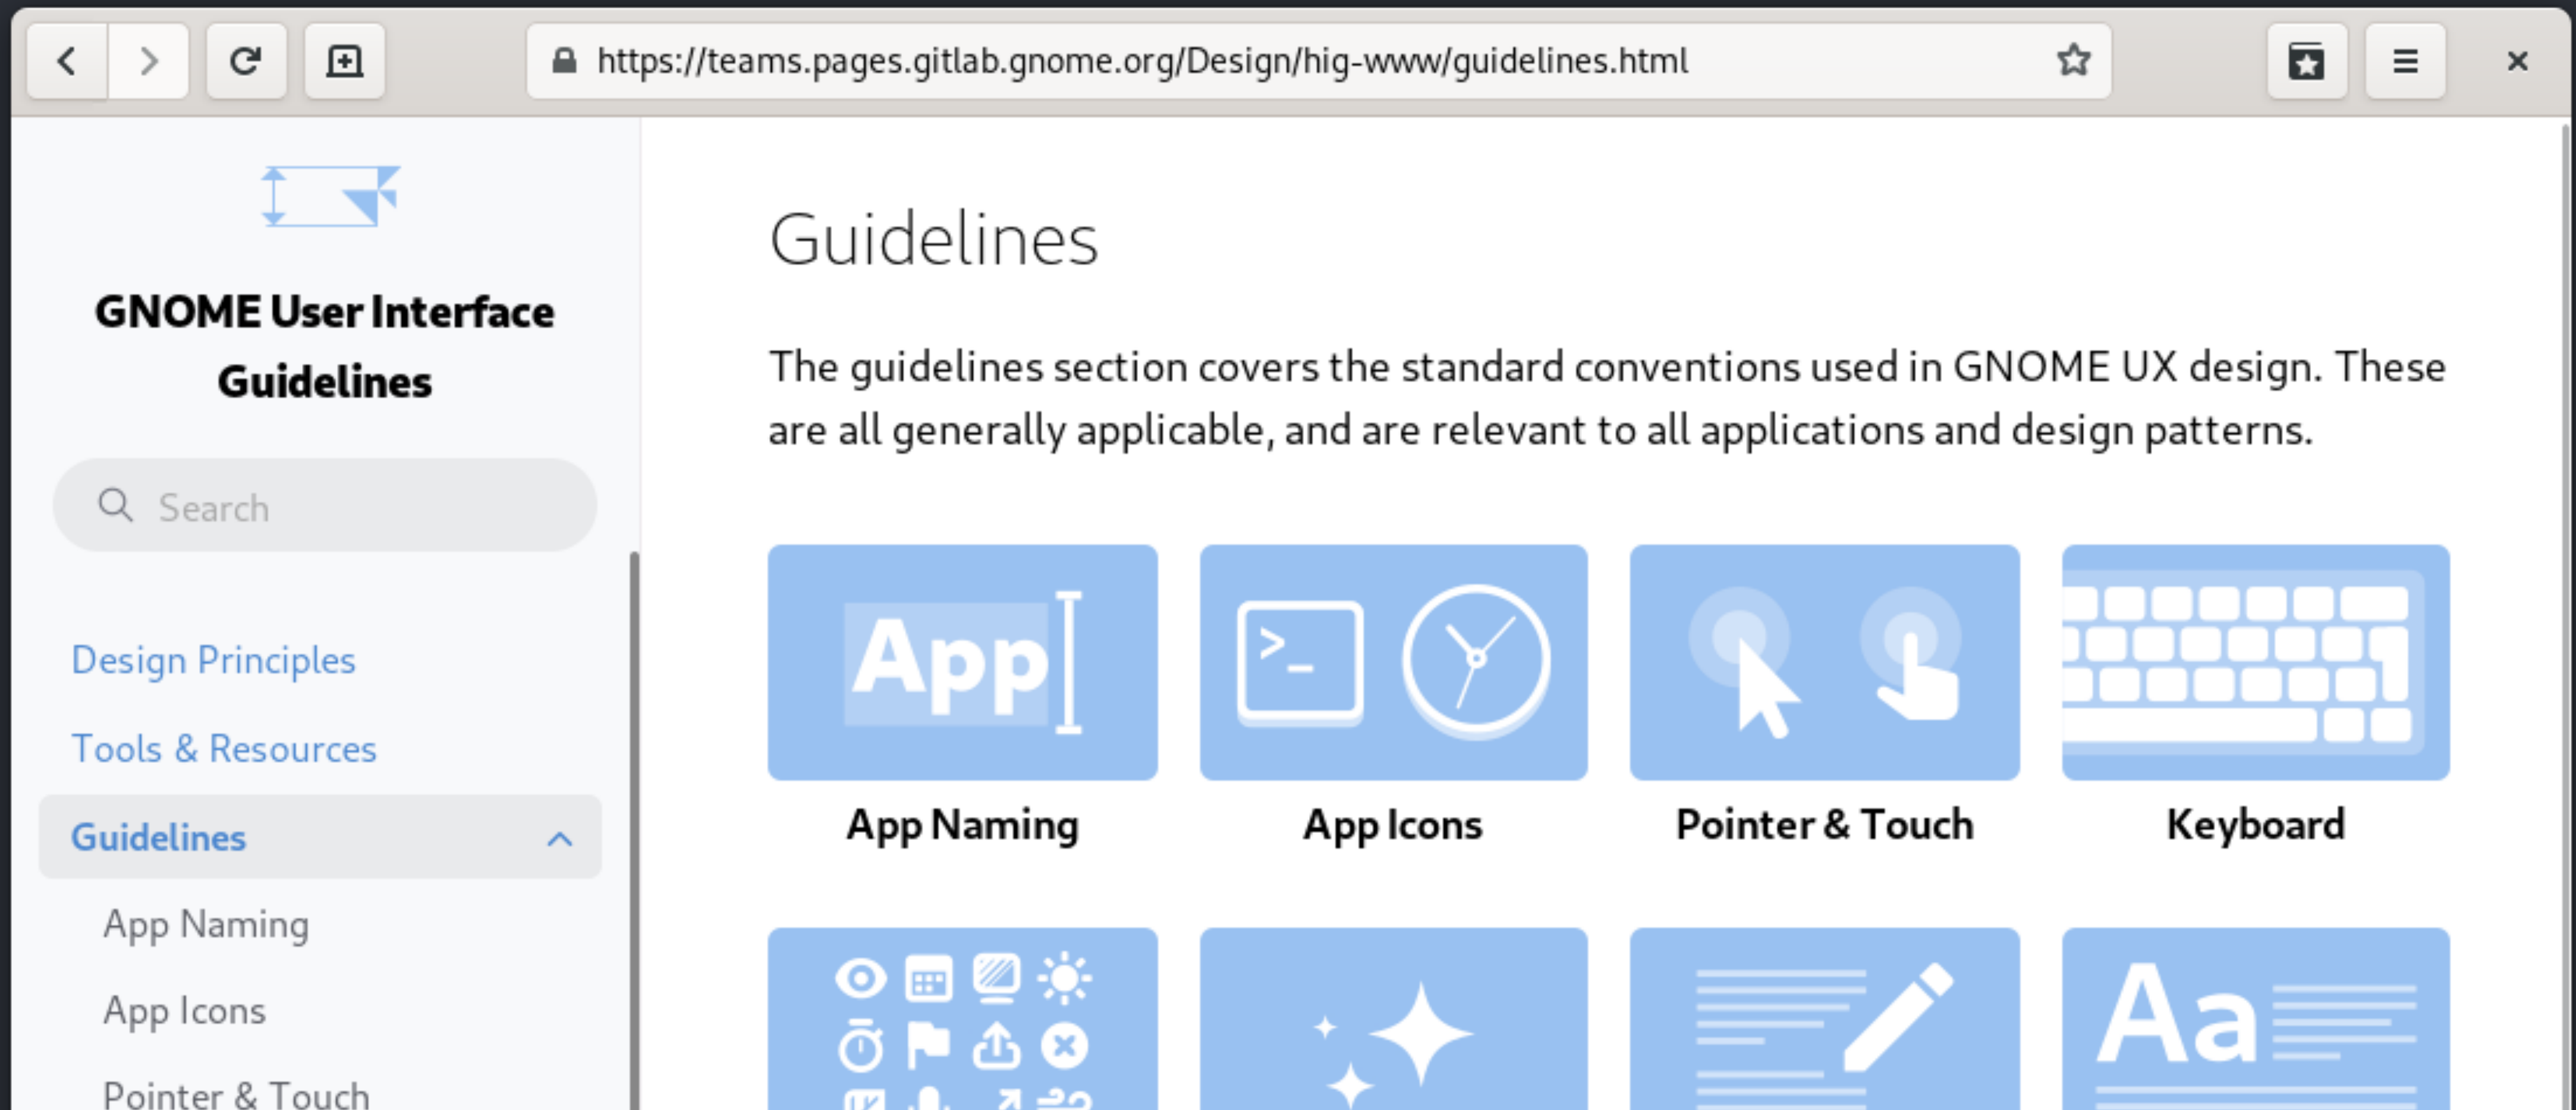 https://teams.pages.gitlab.gnome.org/Design/hig-www/guidelines.html
GNOME User Interface
Guidelines
Search
Design Principles
Tools & Resources
Guidelines
App Naming
App Icons
Pointer & Touch
Guidelines
The guidelines section covers the standard conventions used in GNOME UX design. These
are all generally applicable, and are relevant to all applications and design patterns.
App
>_
App Naming
App Icons
Pointer & Touch
Keyboard
Aa